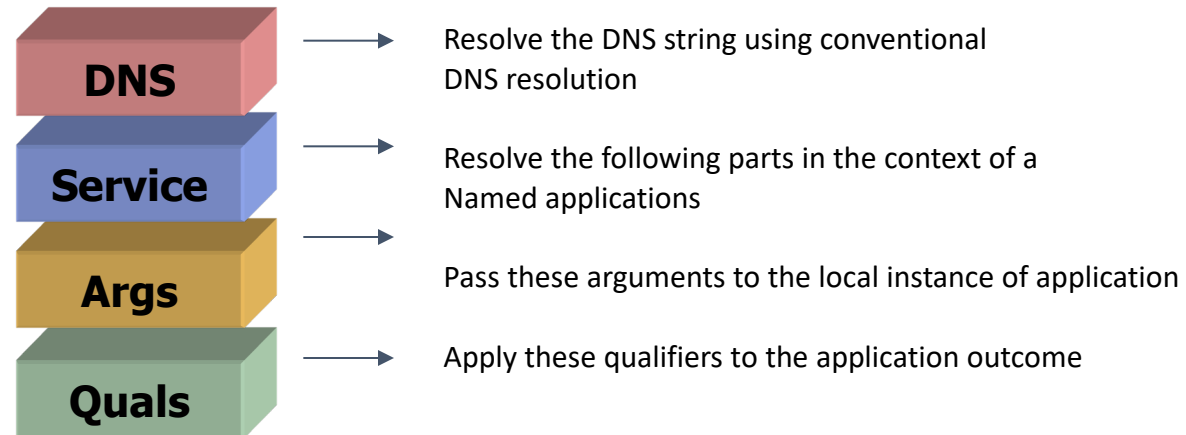 DNS
Resolve the DNS string using conventional
DNS resolution
Service
Resolve the following parts in the context of a
Named applications
Args
Pass these arguments to the local instance of application
Quals
Apply these qualifiers to the application outcome